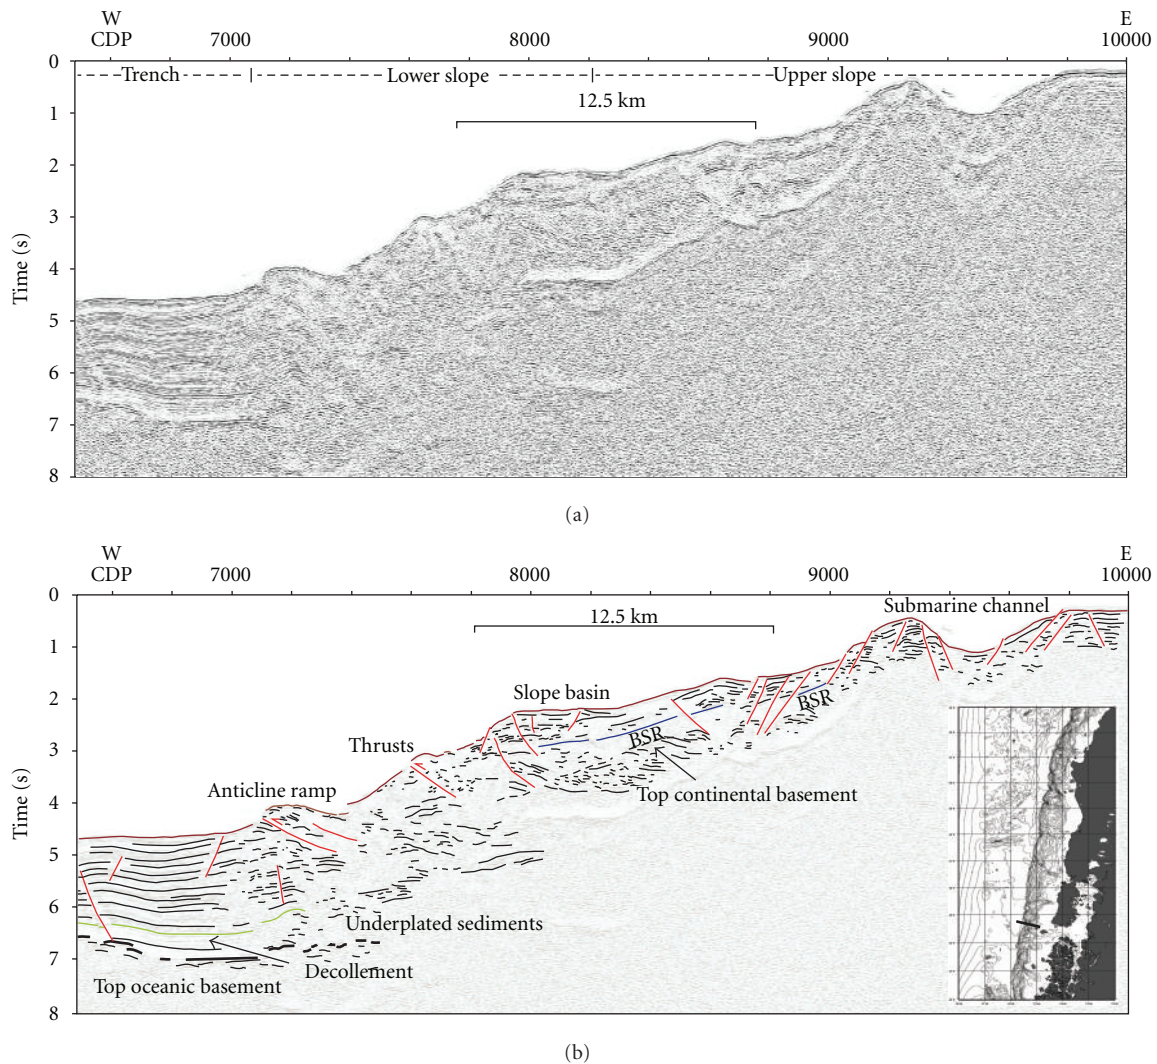 W E
CDP 7000 8000 9000 10000
0
Trench Lower slope Upper slope
12.5 km
1
2
3
4
5
6
7
8
Time (s)
(a)
W E
CDP 7000 8000 9000 10000
0
Submarine channel
12.5 km
1
Slope basin
2
BSR
BSR
Thrusts
3
Top continental basement
Anticline ramp
4
5
6
Underplated sediments
Decollement
7
Top oceanic basement
8
Time (s)
(b)